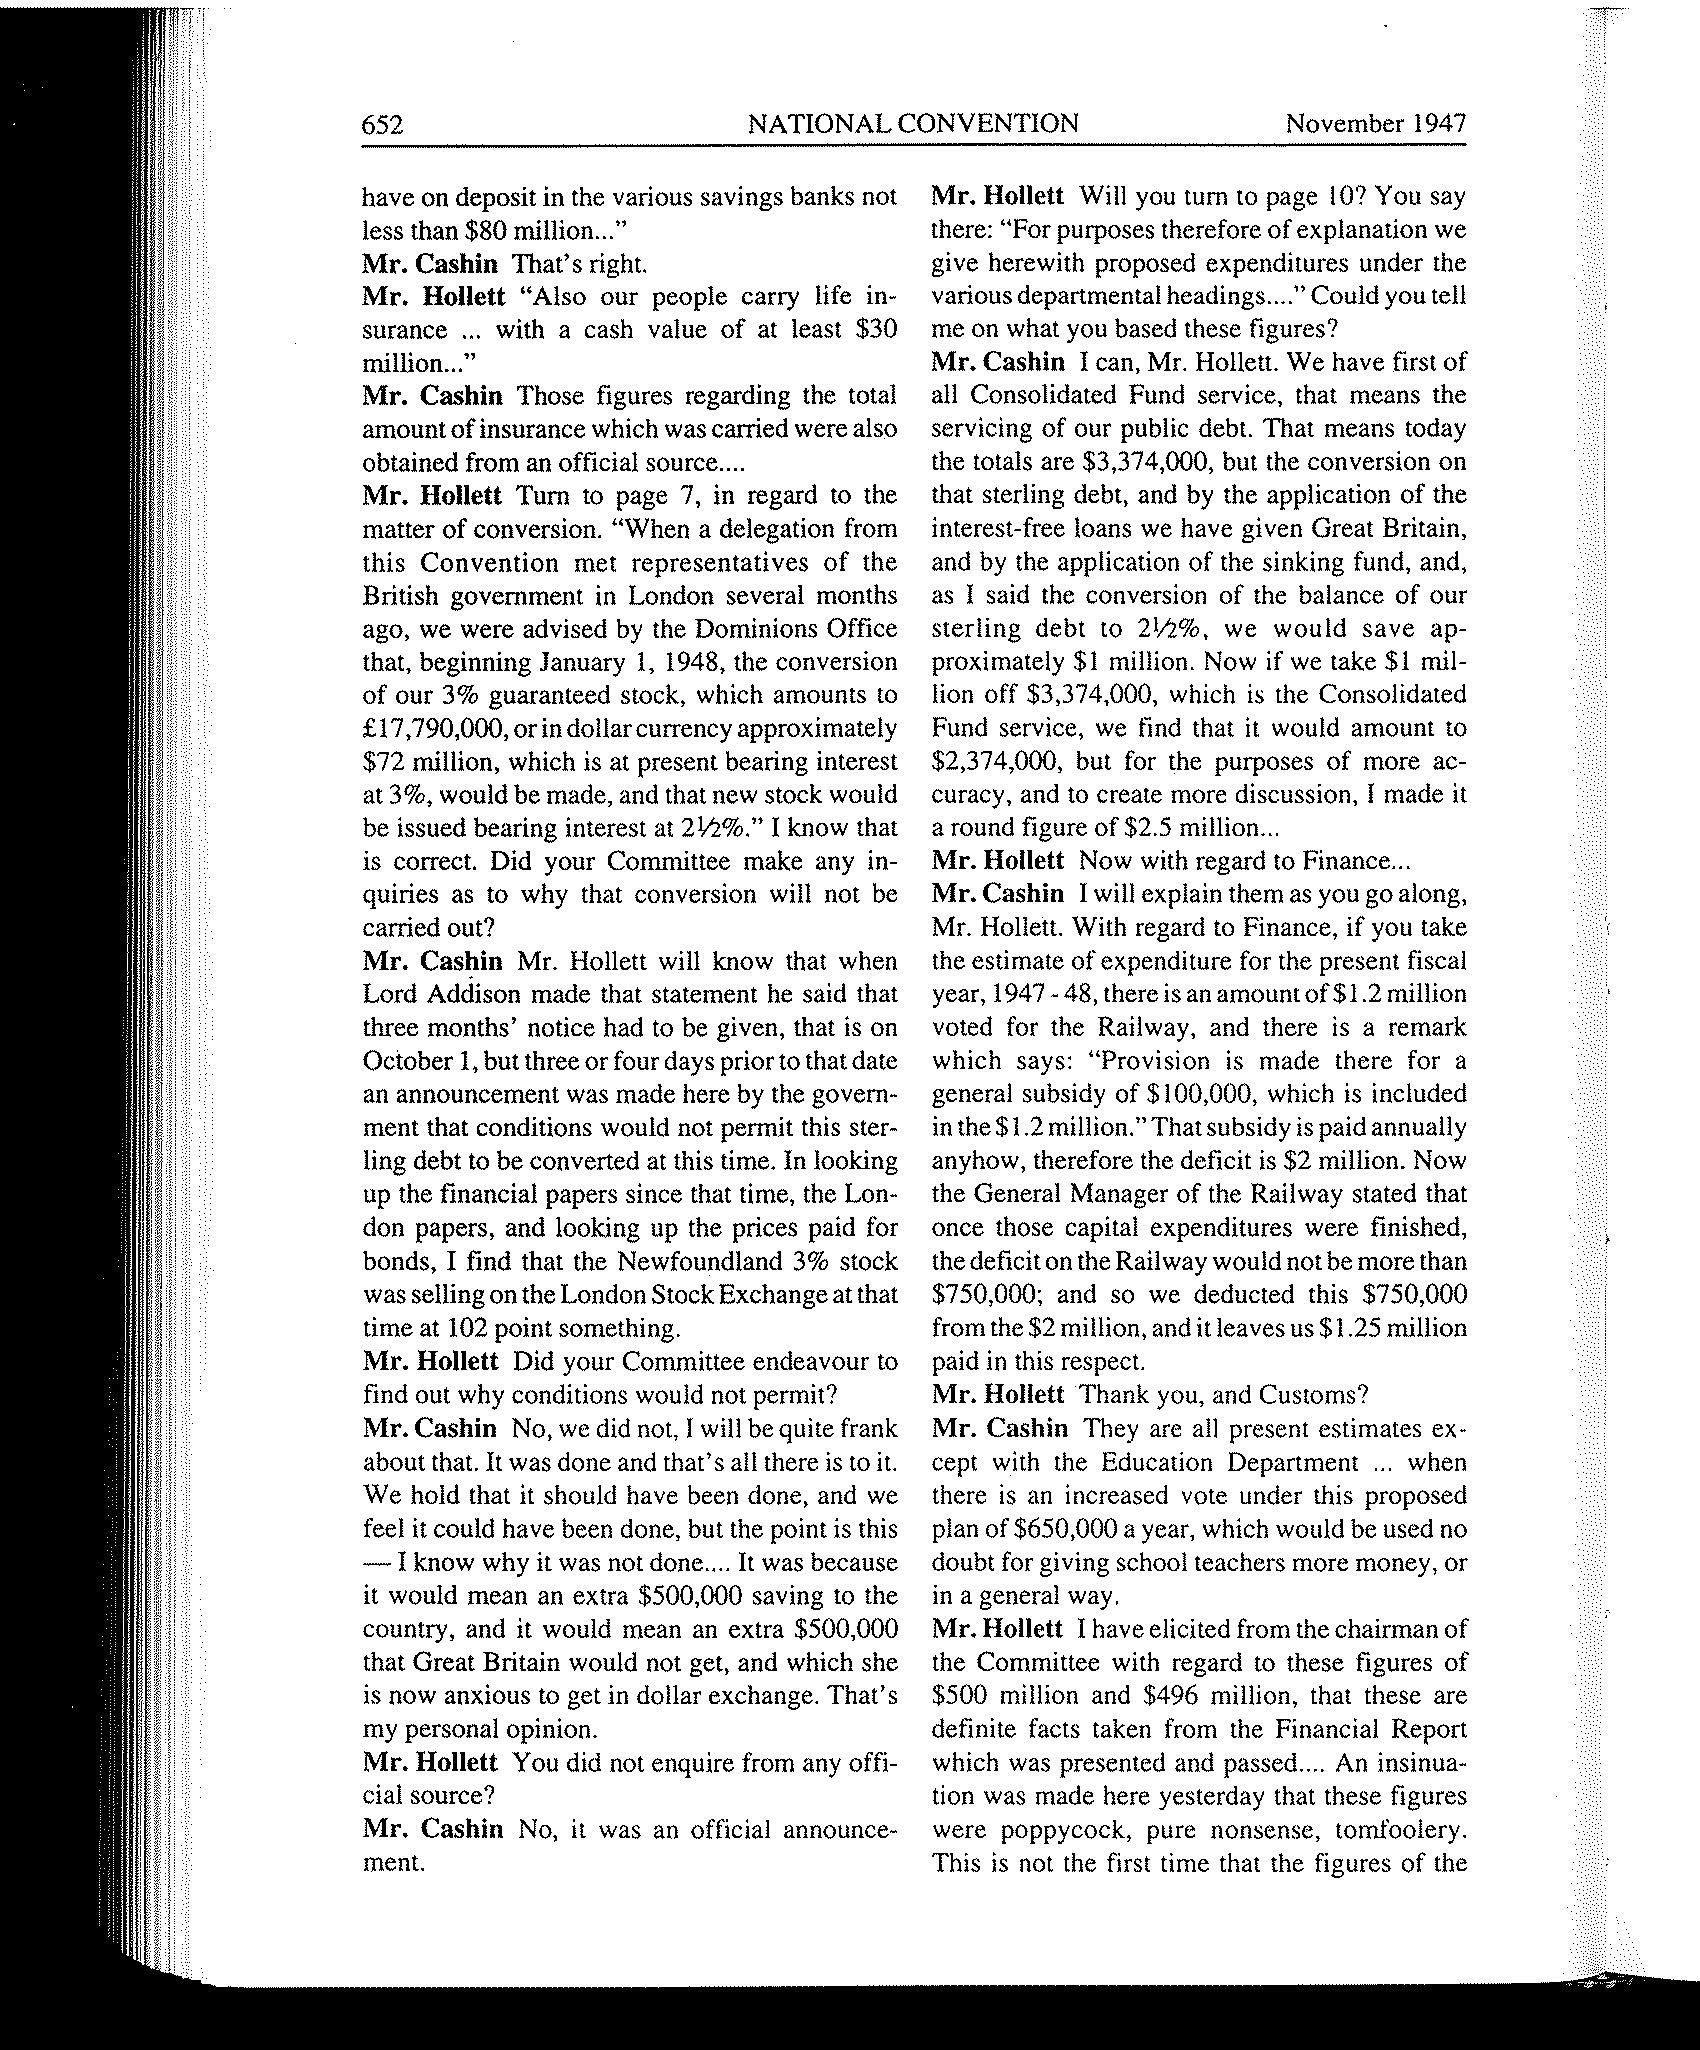 652 NATIONAL CONVENTION November 1947
have on deposit in the various savings banks not
less than $80 million..."
Mr. Cashin That's right.
Mr. Hollett "Also our people carry life in-
surance ... with a cash value of at least $30
million..."
Mr. Cashin Those figures regarding the total
amount of insurance which was carried were also
obtained from an official source....
Mr. Hollett Turn to page 7, in regard to the
matter of conversion. "When a delegation from
this Convention met representatives of the
British government in London several months
ago, we were advised by the Dominions Office
that, beginning January 1, 1948, the conversion
of our 3% guaranteed stock, which amounts to
£17,790,000, or in dollar currency approximately
$72 million, which is at present bearing interest
at 3%, would be made, and that new stock would
be issued bearing interest at 2½%." I know that
is correct. Did your Committee make any in-
quiries as to why that conversion will not be
carried out?
Mr. Cashin Mr. Hollett will know that when
Lord Addison made that statement he said that
three months' notice had to be given, that is on
October 1, but three or four days prior to that date
an announcement was made here by the govern-
ment that conditions would not permit this ster-
ling debt to be converted at this time. In looking
up the financial papers since that time, the Lon-
don papers, and looking up the prices paid for
bonds, I find that the Newfoundland 3% stock
was selling on the London Stock Exchange at that
time at 102 point something.
Mr. Hollett Did your Committee endeavour to
find out why conditions would not permit?
Mr. Cashin No, we did not, I will be quite frank
about that. It was done and that's all there is to it.
We hold that it should have been done, and we
feel it could have been done, but the point is this
— I know why it was not done.... It was because
it would mean an extra $500,000 saving to the
country, and it would mean an extra $500,000
that Great Britain would not get, and which she
is now anxious to get in dollar exchange. That's
my personal opinion.
Mr. Hollett You did not enquire from any offi-
cial source?
Mr. Cashin No, it was an official announce-
ment.
Mr. Hollett Will you turn to page 10? You say
there: "For purposes therefore of explanation we
give herewith proposed expenditures under the
various departmental headings...." Could you tell
me on what you based these figures?
Mr. Cashin I can, Mr. Hollett. We have first of
all Consolidated Fund service, that means the
servicing of our public debt. That means today
the totals are $3,374,000, but the conversion on
that sterling debt, and by the application of the
interest-free loans we have given Great Britain,
and by the application of the sinking fund, and,
as I said the conversion of the balance of our
sterling debt to 2½%, we would save ap-
proximately $1 million. Now if we take $1 mil-
lion off $3,374,000, which is the Consolidated
Fund service, we find that it would amount to
$2,374,000, but for the purposes of more ac-
curacy, and to create more discussion, I made it
a round figure of $2.5 million...
Mr. Hollett Now with regard to Finance...
Mr. Cashin I will explain them as you go along,
Mr. Hollett. With regard to Finance, if you take
the estimate of expenditure for the present fiscal
year, 1947 - 48, there is an amount of $1.2 million
voted for the Railway, and there is a remark
which says: "Provision is made there for a
general subsidy of $100,000, which is included
in the $1.2 million." That subsidy is paid annually
anyhow, therefore the deficit is $2 million. Now
the General Manager of the Railway stated that
once those capital expenditures were finished,
the deficit on the Railway would not be more than
$750,000; and so we deducted this $750,000
from the $2 million, and it leaves us $1.25 million
paid in this respect.
Mr. Hollett Thank you, and Customs?
Mr. Cashin They are all present estimates ex-
cept with the Education Department ... when
there is an increased vote under this proposed
plan of $650,000 a year, which would be used no
doubt for giving school teachers more money, or
in a general way.
Mr. Hollett I have elicited from the chairman of
the Committee with regard to these figures of
$500 million and $496 million, that these are
definite facts taken from the Financial Report
which was presented and passed.... An insinua-
tion was made here yesterday that these figures
were poppycock, pure nonsense, tomfoolery.
This is not the first time that the figures of the